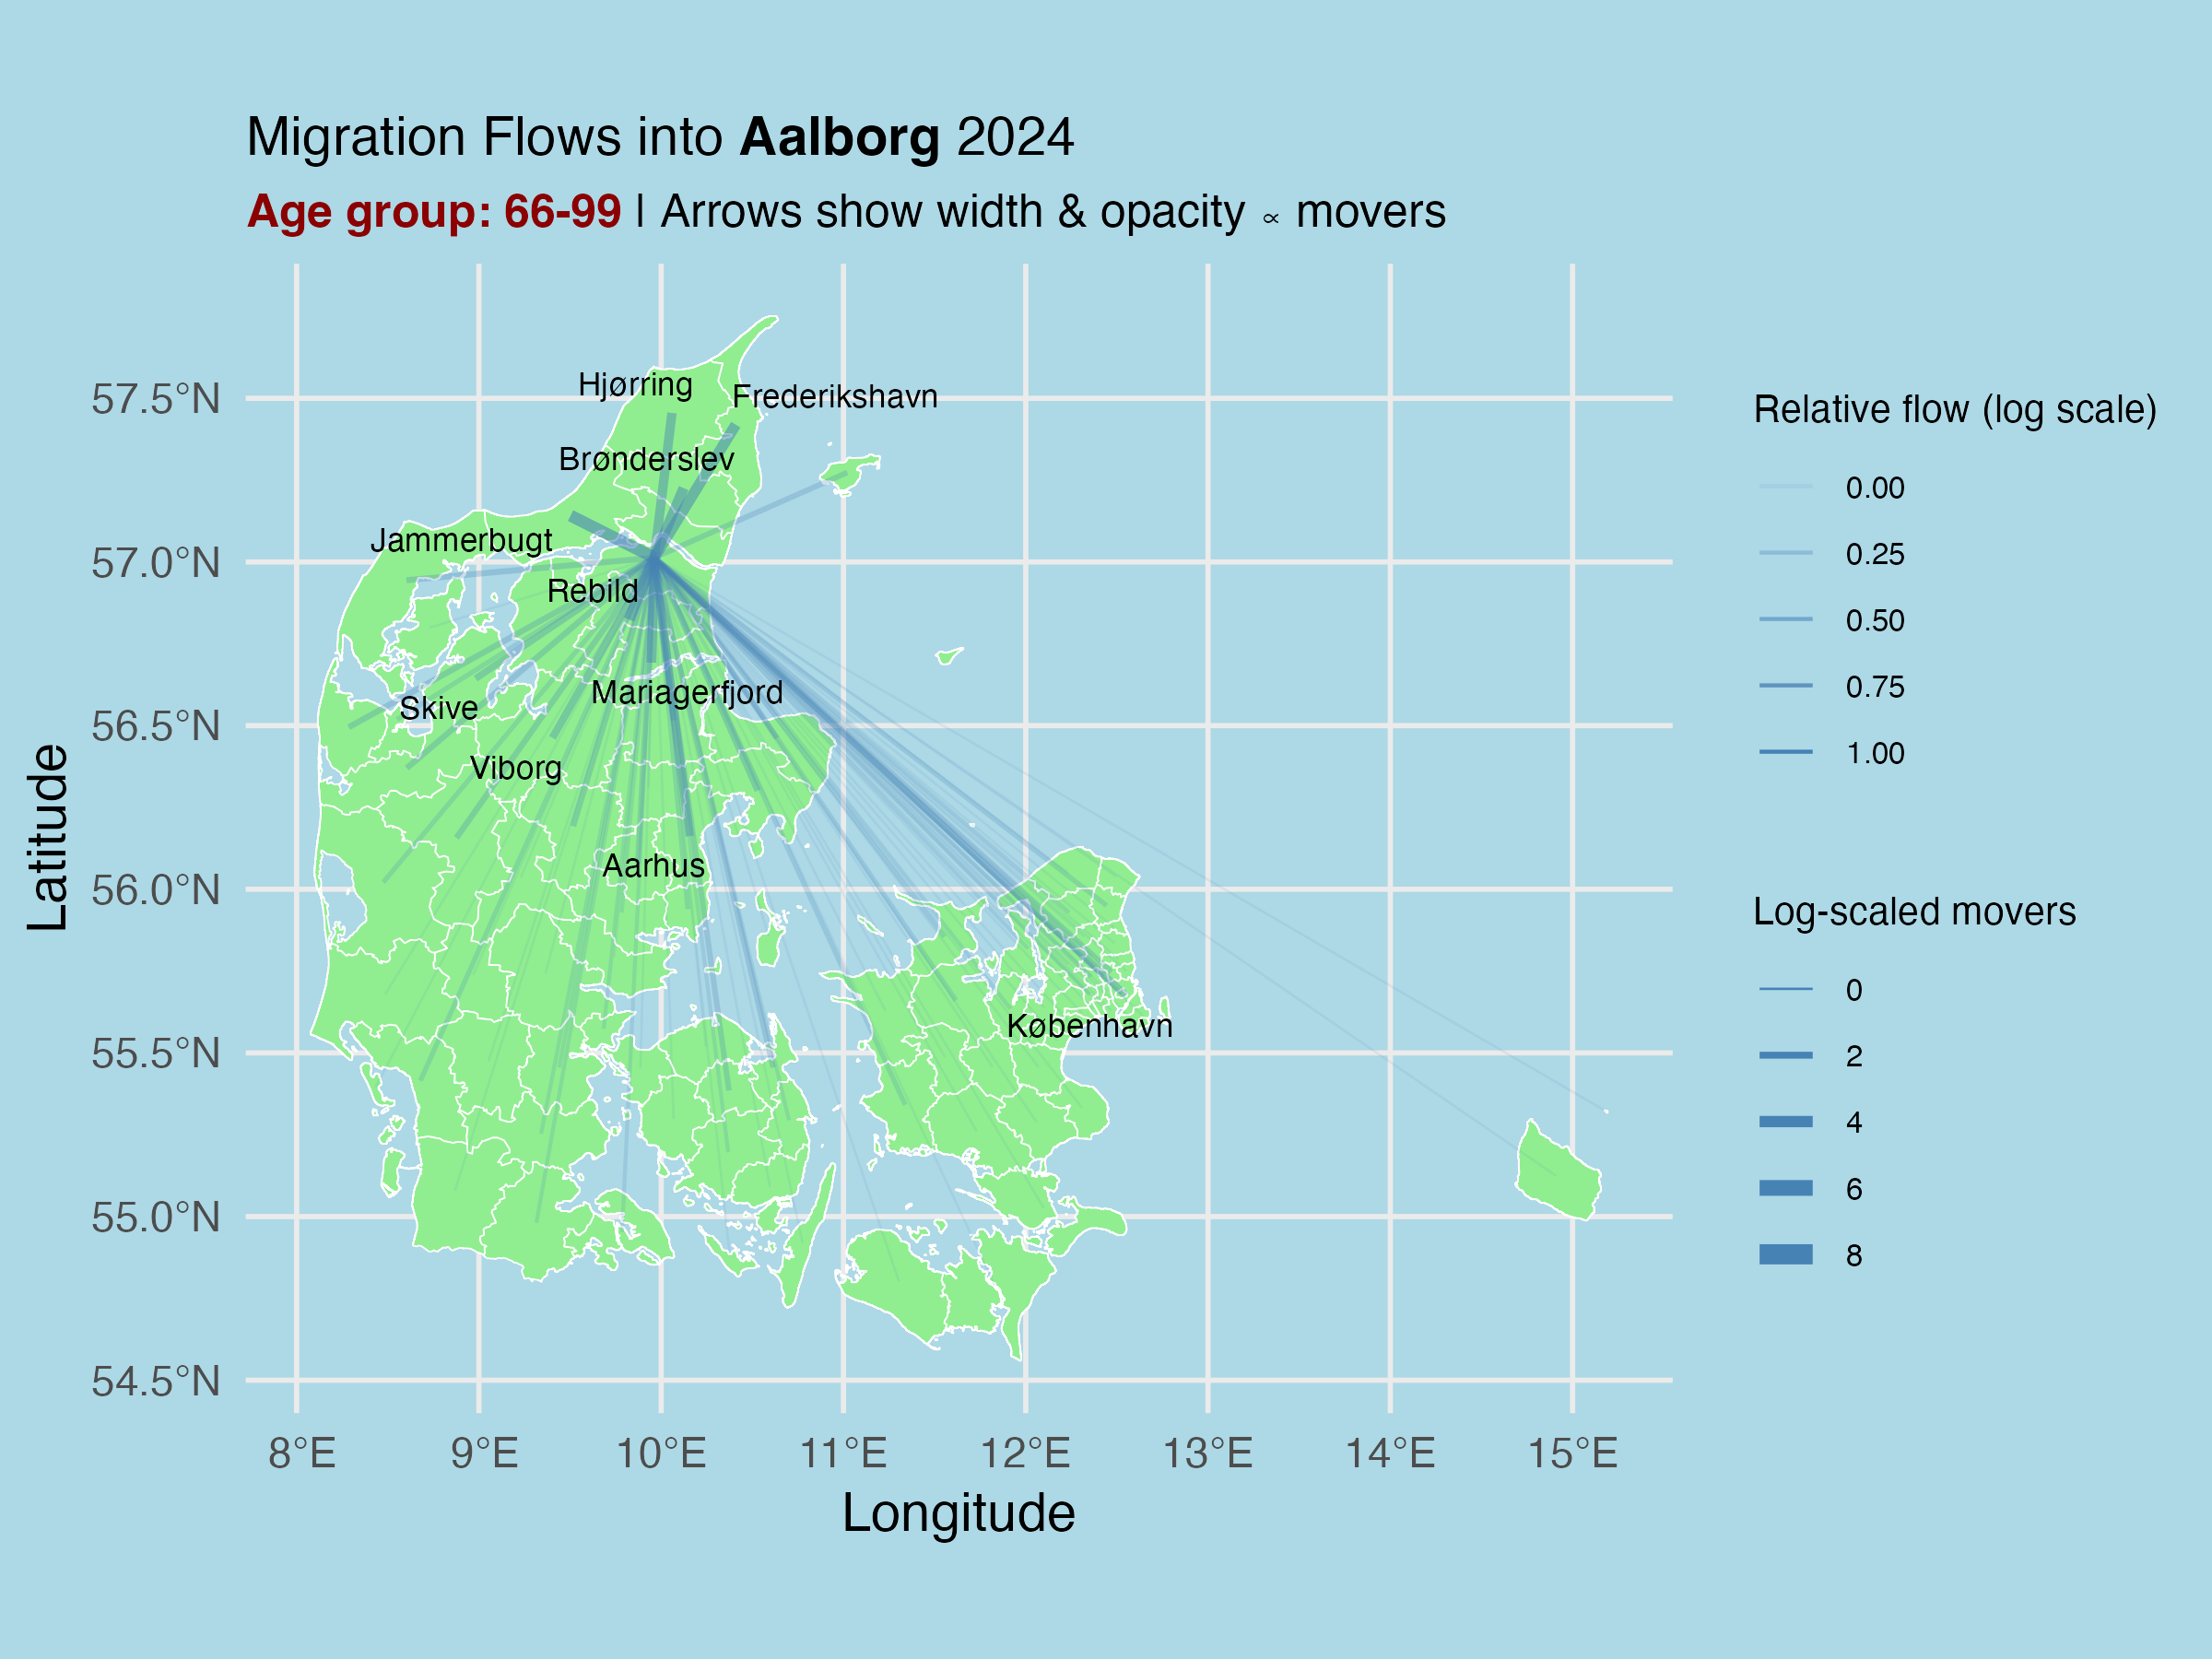 Migration Flows into Aalborg 2024
Age group: 66-99 | Arrows show width & opacity ∝ movers
Latitude
57.5°N
57.0°N
56.5°N
56.0°N
55.5°N
55.0°N
54.5°N
Hjørring
Frederikshavn
Brønderslev
Jammerbugt
Rebild
Mariagerfjord
Skive
Viborg
Aarhus
København
8°E
9°E
10°E
11°E
12°E
13°E
14°E
15°E
Longitude
Relative flow (log scale)
0.00
0.25
0.50
0.75
1.00
Log-scaled movers
0
2
4
6
8